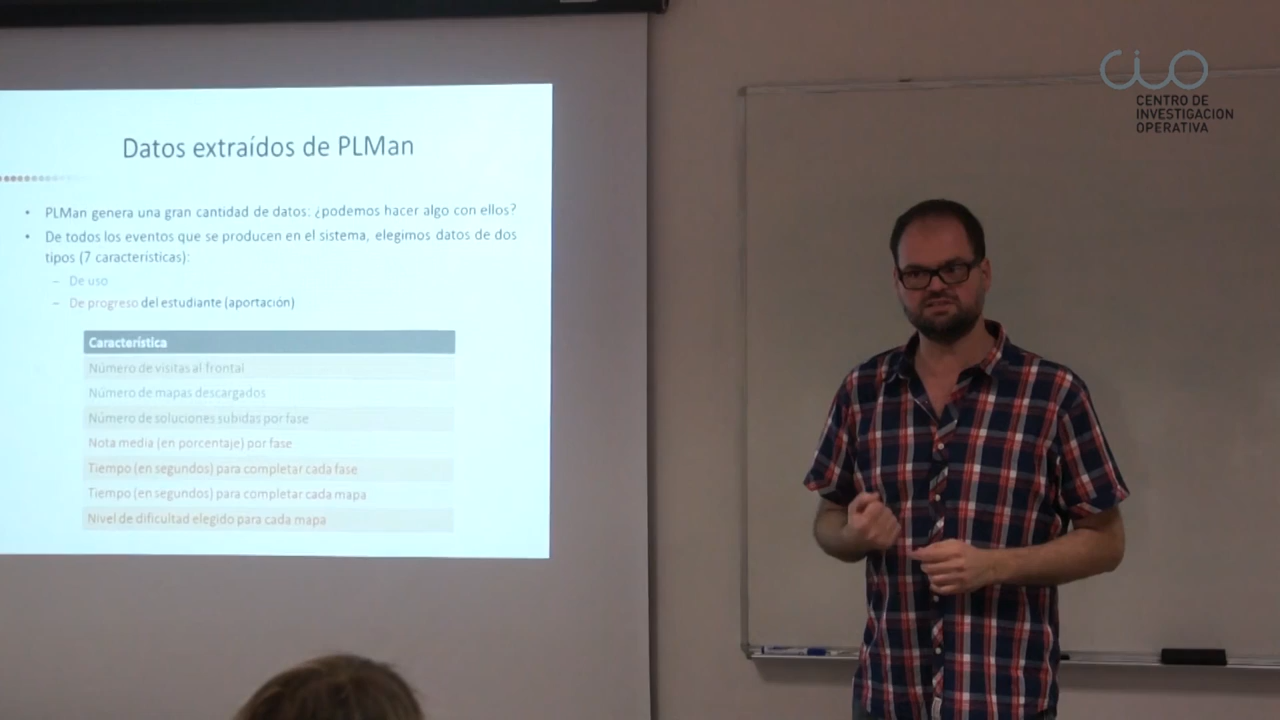 Datos extraídos de PLMan
• PLMan genera una gran cantidad de datos: ¿podemos hacer algo con ellos?
• De todos los eventos que se producen en el sistema, elegimos datos de dos
tipos (7 características):
– De uso
– De progreso del estudiante (aportación)
Característica
Número de visitas al frontal
Número de mapas descargados
Número de soluciones subidas por fase
Nota media (en porcentaje) por fase
Tiempo (en segundos) para completar cada fase
Tiempo (en segundos) para completar cada mapa
Nivel de dificultad elegido para cada mapa
CIO
CENTRO DE
INVESTIGACION
OPERATIVA